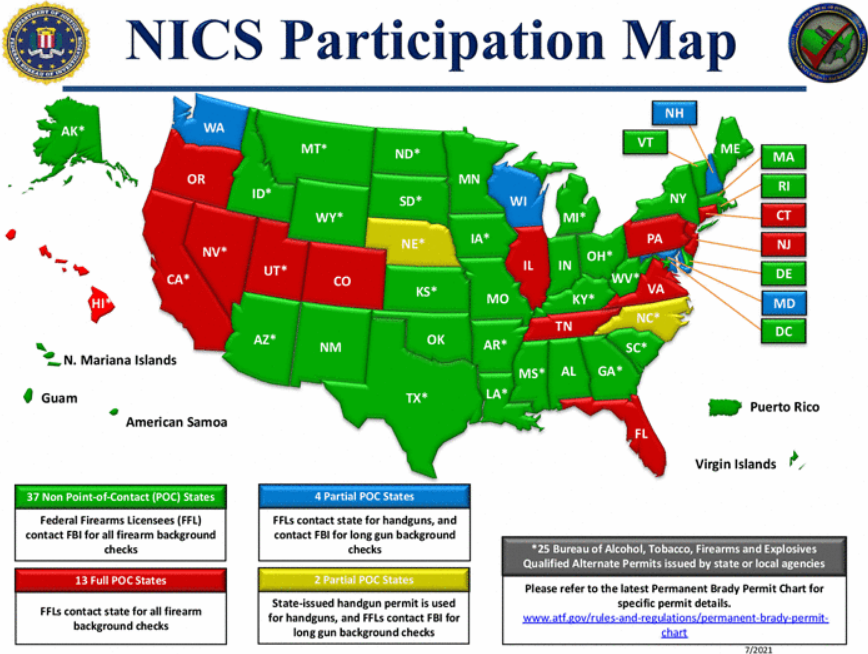 NICS Participation Map
AK*
WA
OR
CA*
NV*
ID*
MT*
WY*
UT*
CO
AZ*
NM
ND*
SD*
NE*
KS*
OK
TX*
MN
IA*
MO
AR*
LA*
WI
IL
MI*
IN
OH*
KY*
TN
MS*
AL
GA*
FL
SC*
NC*
VA
WV*
PA
NY
ME
NH
VT
MA
RI
CT
NJ
DE
MD
DC
HI*
N. Mariana Islands
Guam
American Samoa
Puerto Rico
Virgin Islands
37 Non Point-of-Contact (POC) States
Federal Firearms Licensees (FFL)
contact FBI for all firearm background
checks
4 Partial POC States
FFLs contact state for handguns, and
contact FBI for long gun background
checks
13 Full POC States
FFLs contact state for all firearm
background checks
2 Partial POC States
State-issued handgun permit is used
for handguns, and FFLs contact FBI for
long gun background checks
*25 Bureau of Alcohol, Tobacco, Firearms and Explosives
Qualified Alternate Permits issued by state or local agencies
Please refer to the latest Permanent Brady Permit Chart for
specific permit details.
www.atf.gov/rules-and-regulations/permanent-brady-permit-
chart
7/2021